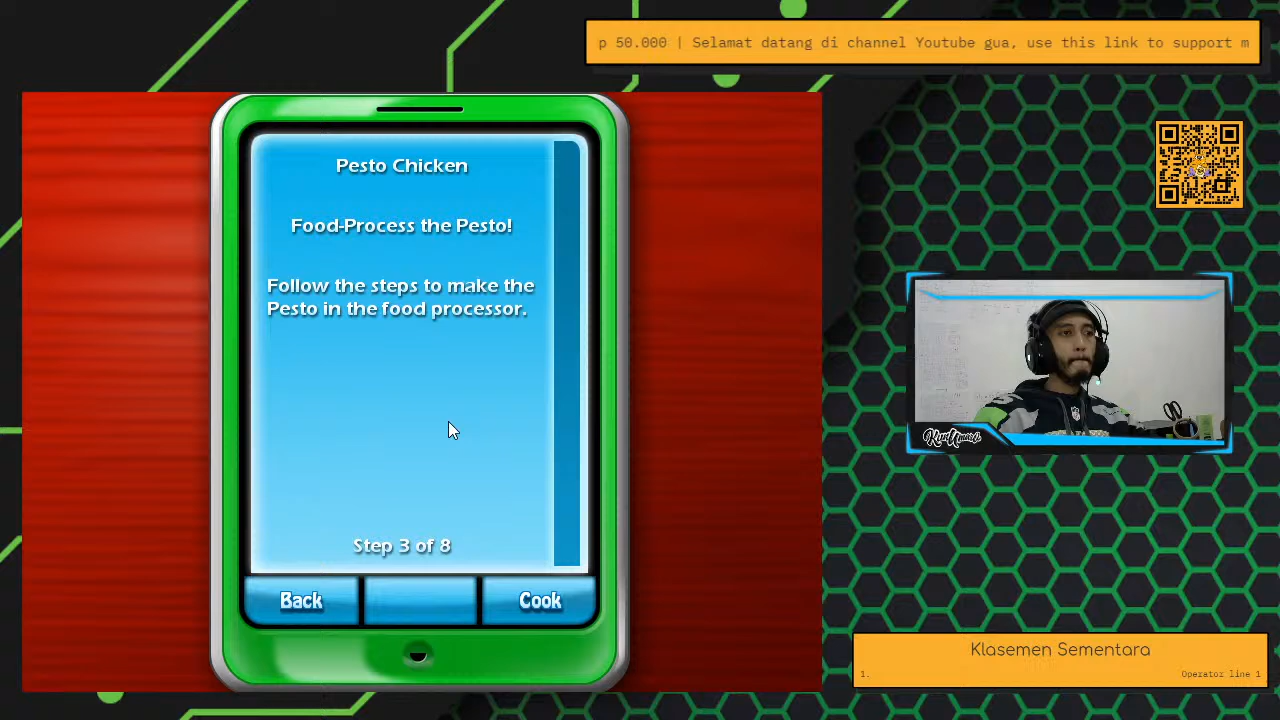 p 50.000 | Selamat datang di channel Youtube gua, use this link to support m
Pesto Chicken
Food-Process the Pesto!
Follow the steps to make the
Pesto in the food processor.
Step 3 of 8
Back
Cook
Klasemen Sementara
1.
Operator line 1